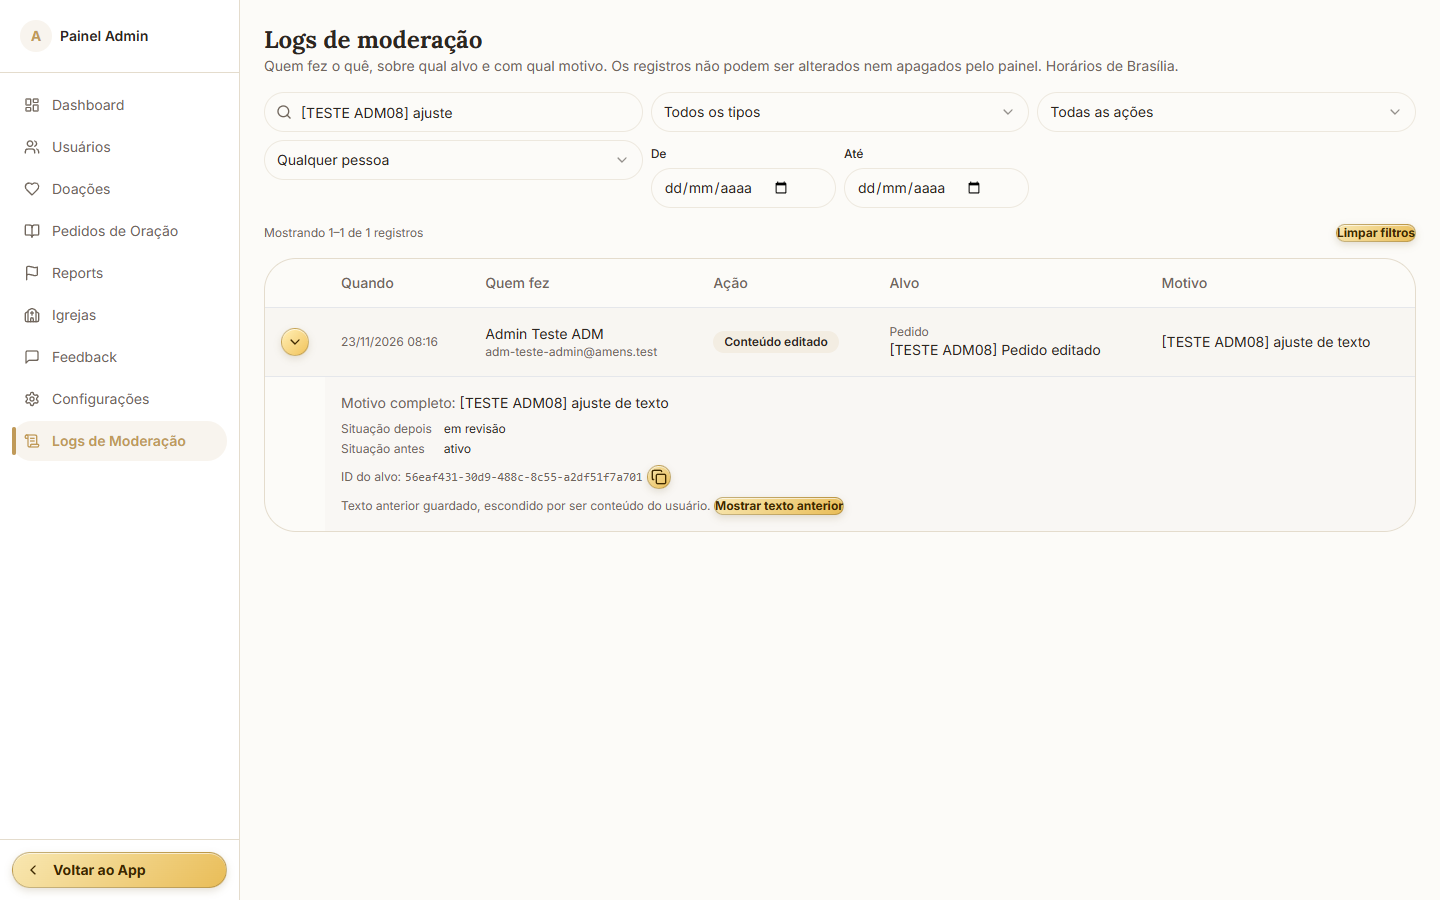 A Painel Admin
Dashboard
Usuários
Doações
Pedidos de Oração
Reports
Igrejas
Feedback
Configurações
Logs de Moderação
Voltar ao App
Logs de moderação
Quem fez o quê, sobre qual alvo e com qual motivo. Os registros não podem ser alterados nem apagados pelo painel. Horários de Brasília.
[TESTE ADM08] ajuste Todos os tipos Todas as ações
Qualquer pessoa De Até
dd/mm/aaaa dd/mm/aaaa
Mostrando 1–1 de 1 registros Limpar filtros
Quando Quem fez Ação Alvo Motivo
23/11/2026 08:16 Admin Teste ADM Conteúdo editado Pedido [TESTE ADM08] ajuste de texto
adm-teste-admin@amens.test [TESTE ADM08] Pedido editado
Motivo completo: [TESTE ADM08] ajuste de texto
Situação depois em revisão
Situação antes ativo
ID do alvo: 56eaf431-30d9-488c-8c55-a2df51f7a701
Texto anterior guardado, escondido por ser conteúdo do usuário. Mostrar texto anterior